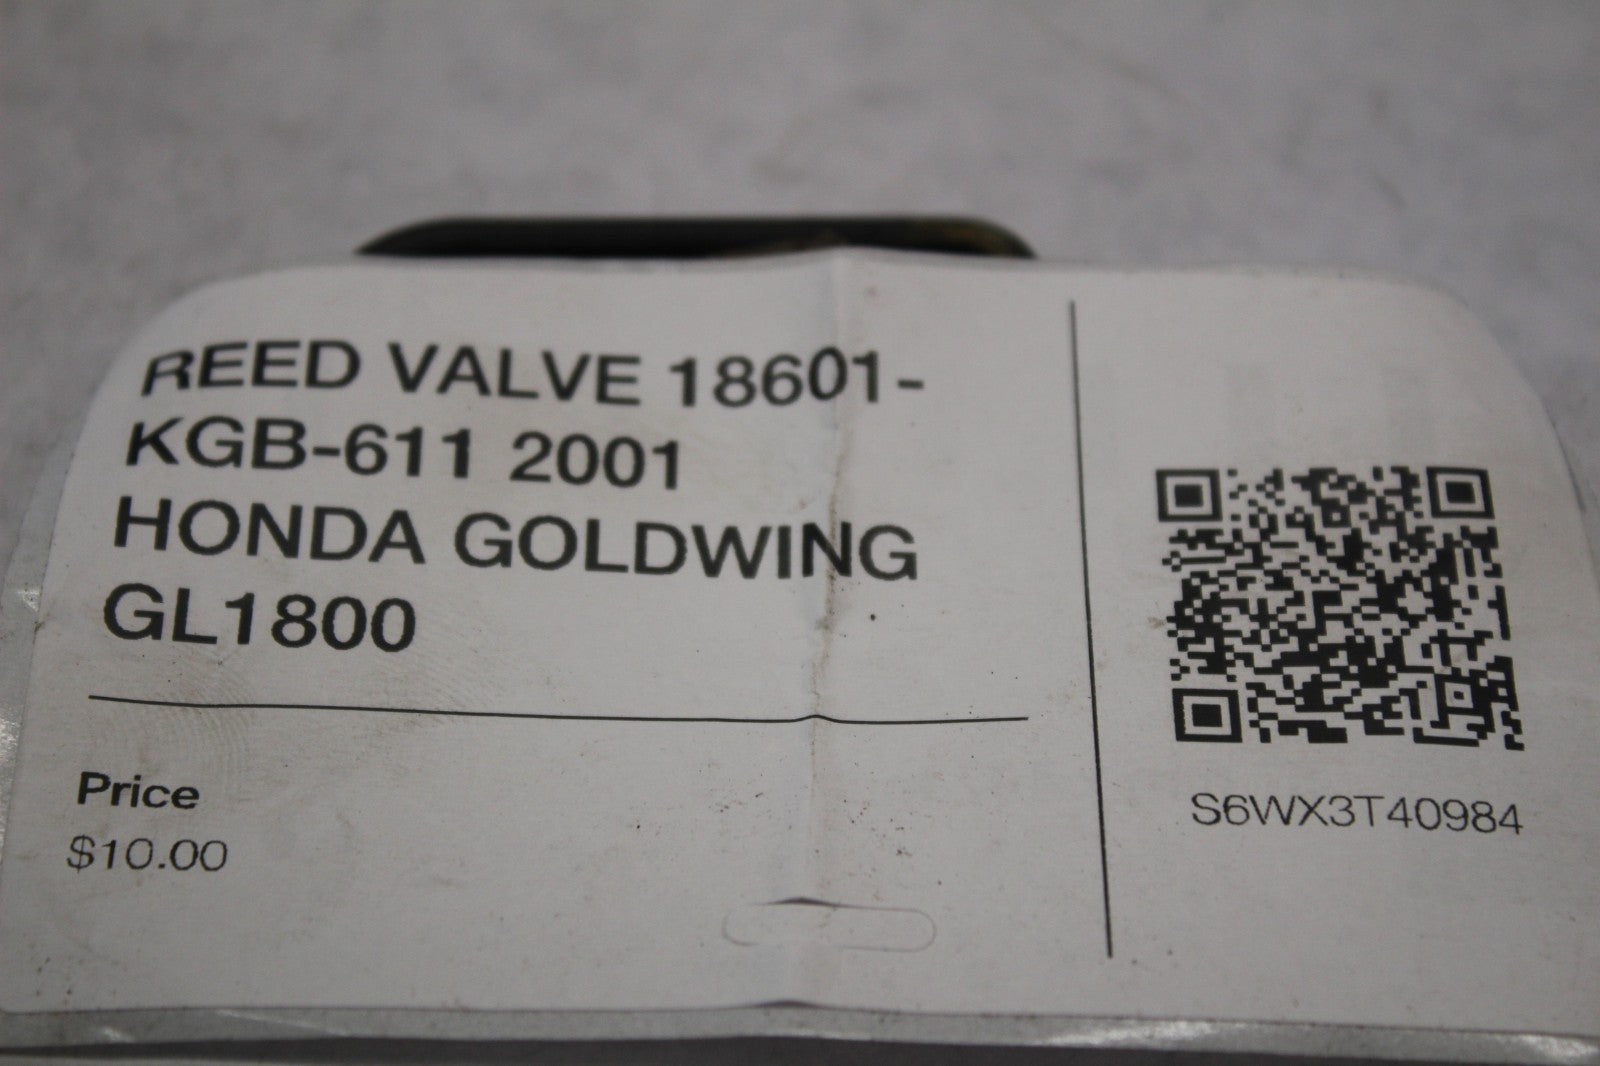 REED VALVE 18601-
KGB-611 2001
HONDA GOLDWING
GL1800
Price
$10.00
S6WX3T40984